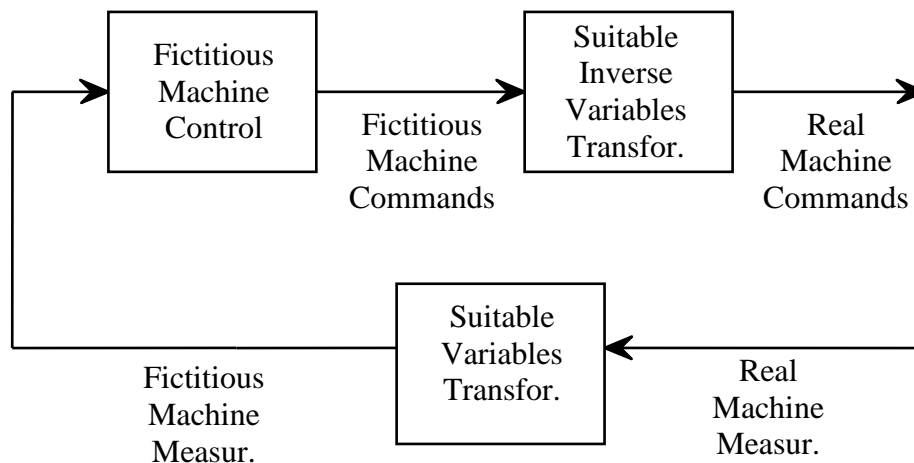 Fictitious
Machine
Control
Fictitious
Machine
Commands
Suitable
Inverse
Variables
Transfor.
Real
Machine
Commands
Suitable
Variables
Transfor.
Fictitious
Machine
Measur.
Real
Machine
Measur.